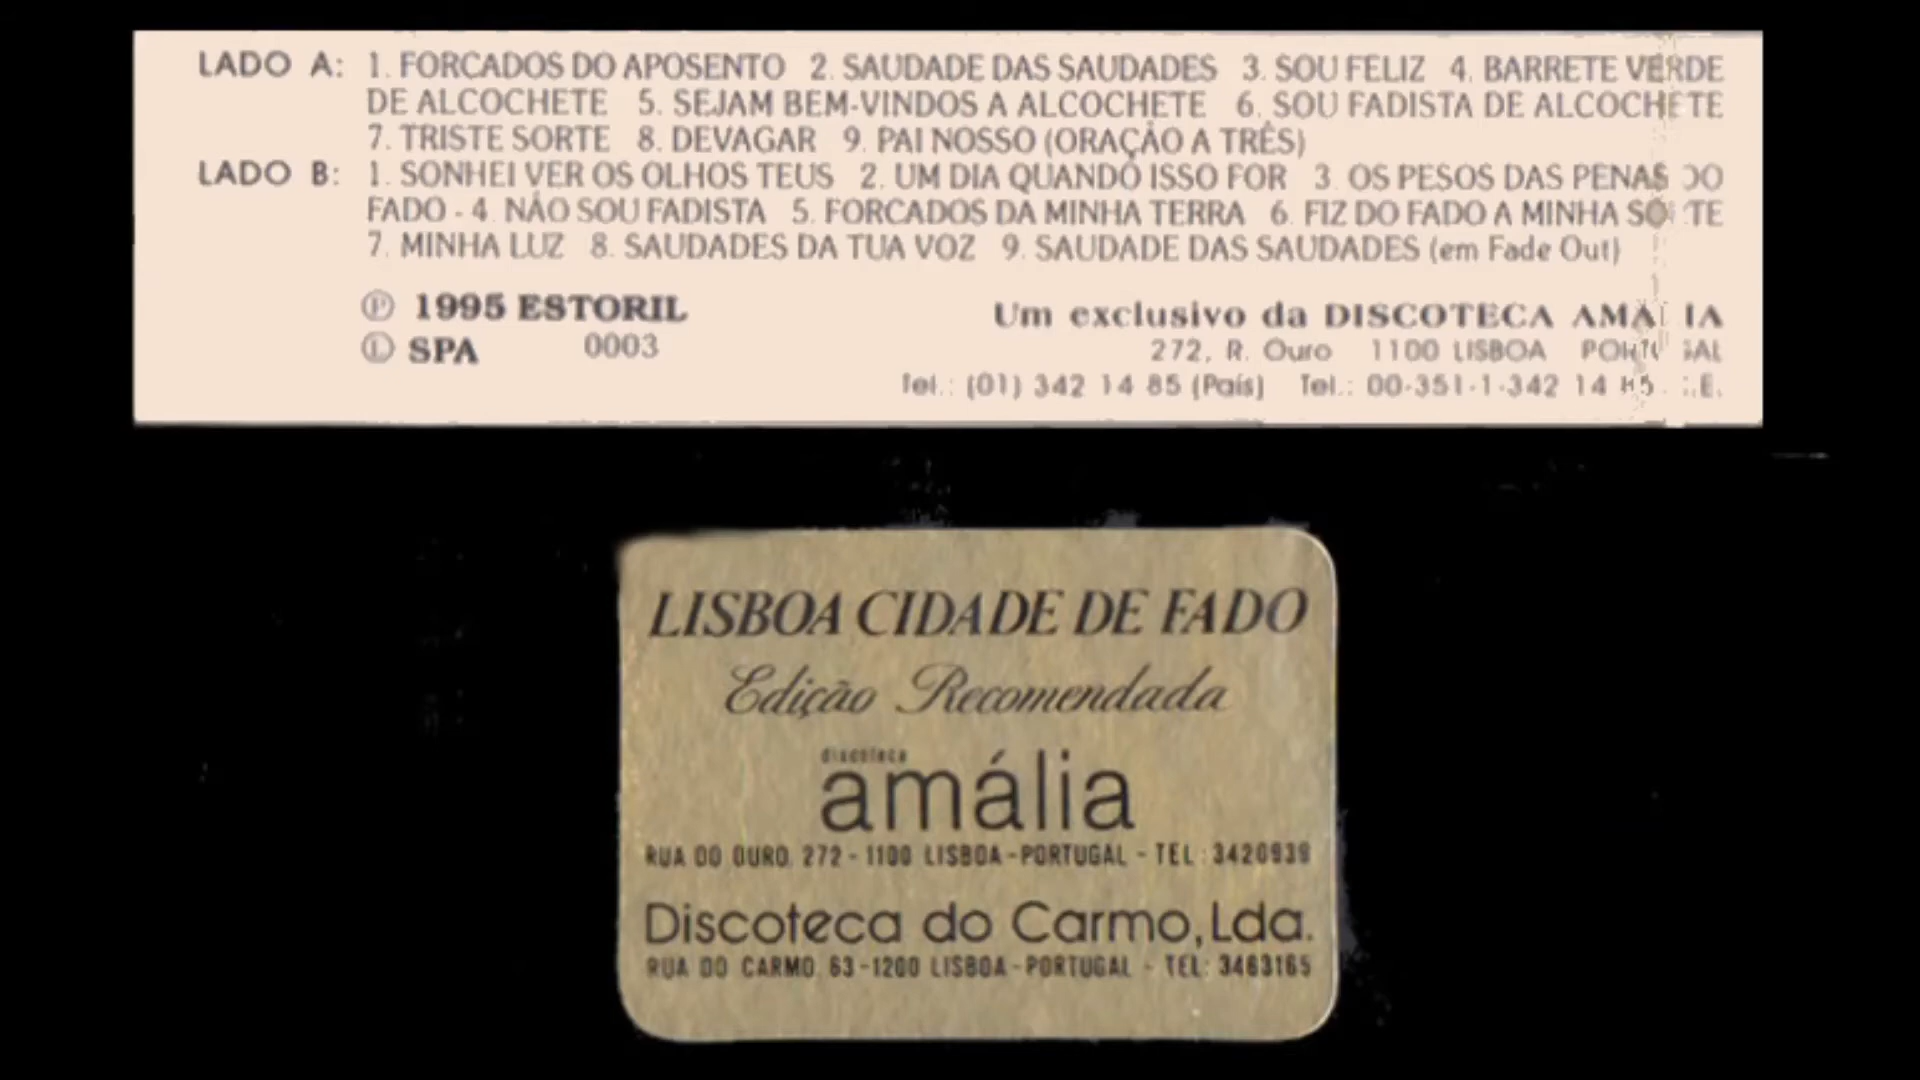 LADO A: 1. FORCADOS DO APOSENTO 2. SAUDADE DAS SAUDADES 3. SOU FELIZ 4. BARRETE VERDE
DE ALCOCHETE 5. SEJAM BEM-VINDOS A ALCOCHETE 6. SOU FADISTA DE ALCOCHETE
7. TRISTE SORTE 8. DEVAGAR 9. PAI NOSSO (ORAÇÃO A TRÊS)
LADO B: 1. SONHEI VER OS OLHOS TEUS 2. UM DIA QUANDO ISSO FOR 3. OS PESOS DAS PENAS DO
FADO - 4. NÃO SOU FADISTA 5. FORCADOS DA MINHA TERRA 6. FIZ DO FADO A MINHA SORTE
7. MINHA LUZ 8. SAUDADES DA TUA VOZ 9. SAUDADE DAS SAUDADES (em Fade Out)
Ⓟ 1995 ESTORIL
Ⓛ SPA 0003
Um exclusivo da DISCOTECA AMALIA
272, R. Ouro 1100 LISBOA PORTUGAL
Tel.: (01) 342 14 85 (País) Tel.: 00-351-1-342 14 85
LISBOA CIDADE DE FADO
Edição Recomendada
discoteca
amália
RUA DO OURO, 272 - 1100 LISBOA - PORTUGAL - TEL: 3420939
Discoteca do Carmo, Lda.
RUA DO CARMO, 63 - 1200 LISBOA - PORTUGAL - TEL: 3463165